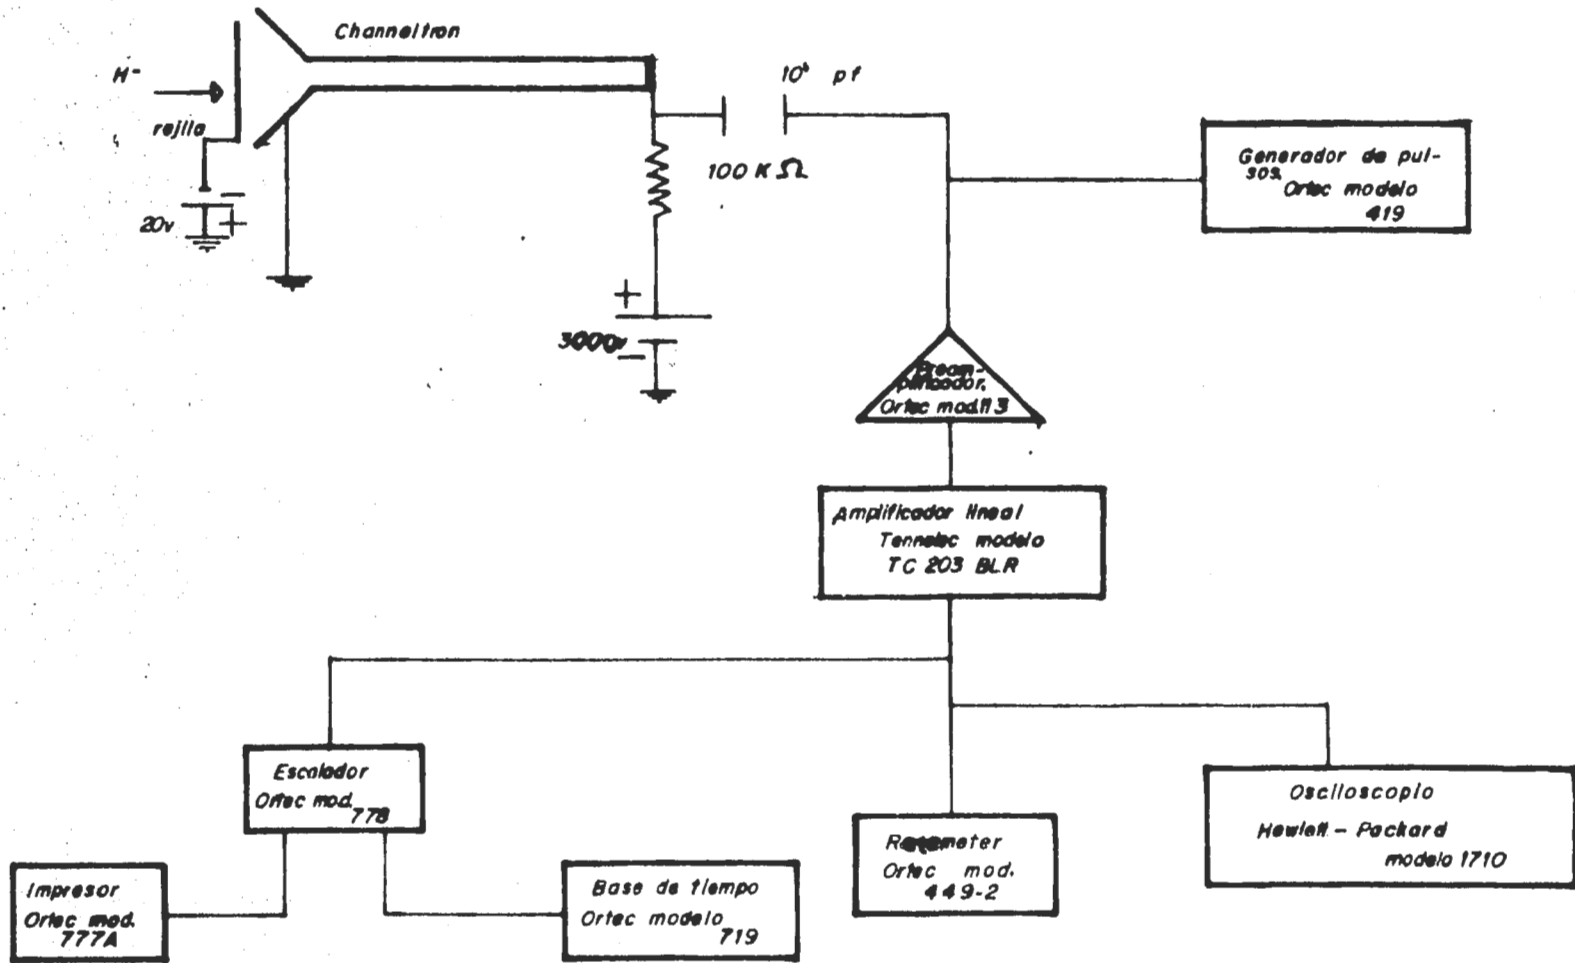 Channeltron
H-
rejilla
20v
-
+
10⁴ pf
100 K Ω
+
3000v
-
Generador de pul-
sos.
Ortec modelo
419
Pream-
plificador.
Ortec mod.113
Amplificador lineal
Tennelec modelo
TC 203 BLR
Escalador
Ortec mod.
778
Impresor
Ortec mod.
777A
Base de tiempo
Ortec modelo
719
Ratemeter
Ortec mod.
449-2
Osciloscopio
Hewlett - Packard
modelo 1710